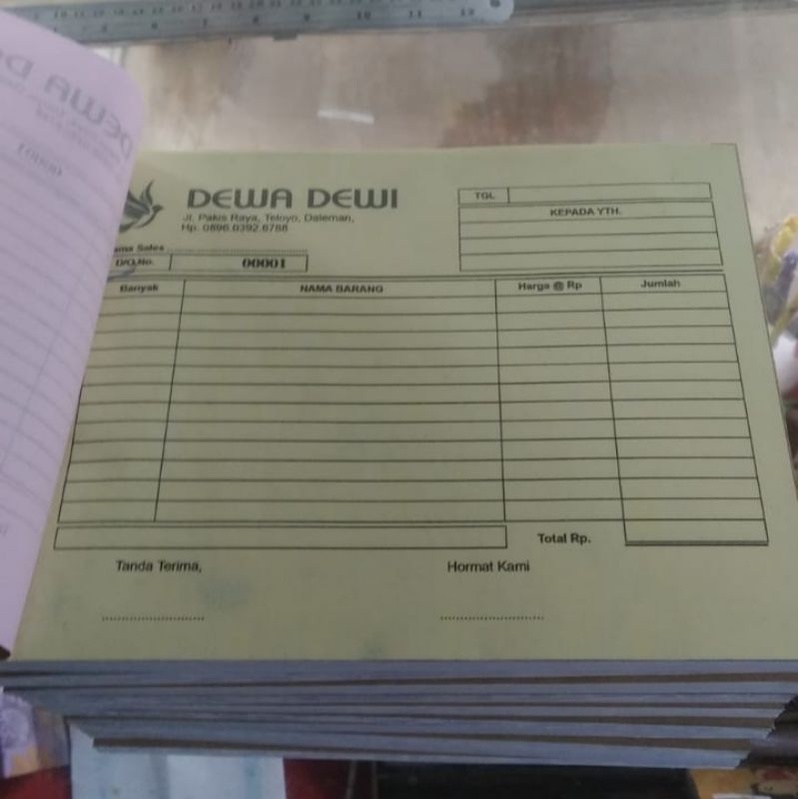 DEWA DEWI
Jl. Pakis Raya, Teloyo, Daleman,
Hp. 0896.0392.6788
Sales
No. 00001
TGL
KEPADA YTH.
Banyak NAMA BARANG Harga @ Rp Jumlah
Total Rp.
Tanda Terima, Hormat Kami